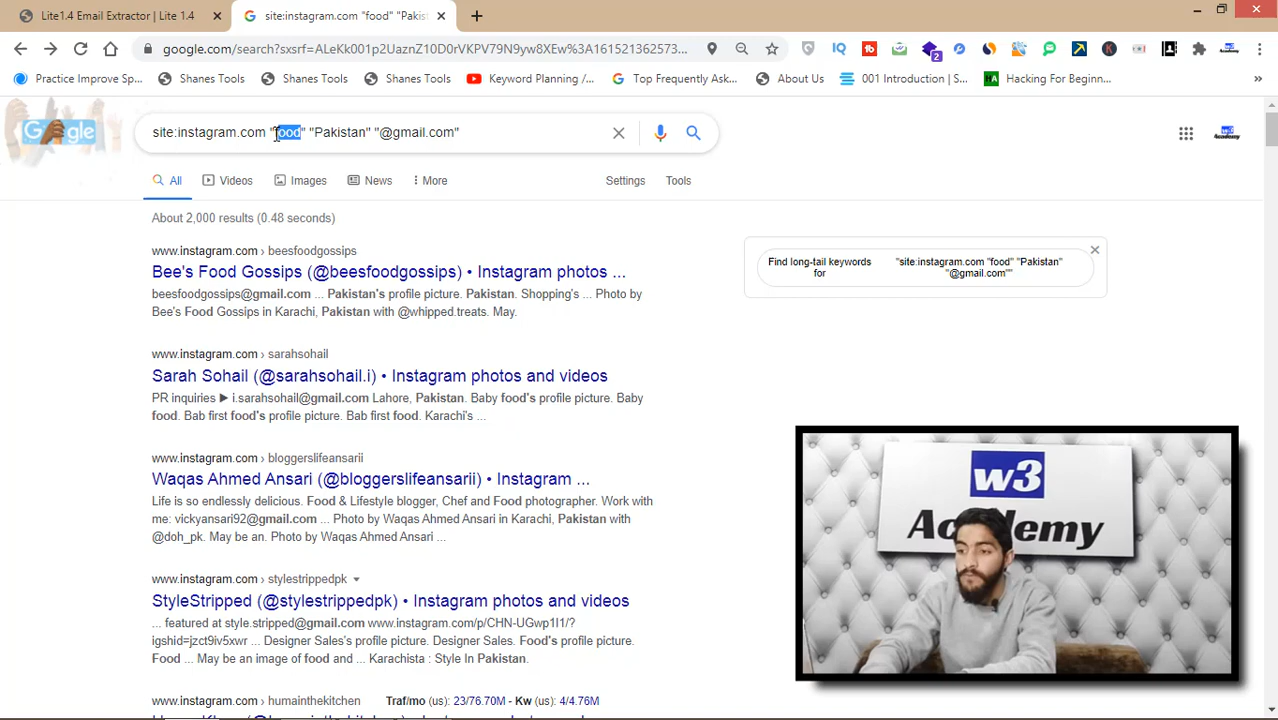 Lite1.4 Email Extractor | Lite 1.4
site:instagram.com "food" "Pakist
google.com/search?sxsrf=ALeKk001p2UaznZ10D0rVKPV79N9yw8XEw%3A161521362573...
2
Practice Improve Sp...
Shanes Tools
Shanes Tools
Shanes Tools
Keyword Planning /...
Top Frequently Ask...
About Us
001 Introduction | S...
Hacking For Beginn...
»
Google
site:instagram.com "food" "Pakistan" "@gmail.com"
All
Videos
Images
News
More
Settings
Tools
About 2,000 results (0.48 seconds)
www.instagram.com › beesfoodgossips
Bee's Food Gossips (@beesfoodgossips) • Instagram photos ...
beesfoodgossips@gmail.com ... Pakistan's profile picture. Pakistan. Shopping's ... Photo by
Bee's Food Gossips in Karachi, Pakistan with @whipped.treats. May.
Find long-tail keywords
for
"site:instagram.com "food" "Pakistan"
"@gmail.com""
www.instagram.com › sarahsohail
Sarah Sohail (@sarahsohail.i) • Instagram photos and videos
PR inquiries ▶ i.sarahsohail@gmail.com Lahore, Pakistan. Baby food's profile picture. Baby
food. Bab first food's profile picture. Bab first food. Karachi's ...
www.instagram.com › bloggerslifeansarii
Waqas Ahmed Ansari (@bloggerslifeansarii) • Instagram ...
Life is so endlessly delicious. Food & Lifestyle blogger, Chef and Food photographer. Work with
me: vickyansari92@gmail.com ... Photo by Waqas Ahmed Ansari in Karachi, Pakistan with
@doh_pk. May be an. Photo by Waqas Ahmed Ansari ...
www.instagram.com › stylestrippedpk
StyleStripped (@stylestrippedpk) • Instagram photos and videos
... featured at style.stripped@gmail.com www.instagram.com/p/CHN-UGwp1I1/?
igshid=jzct9iv5xwr ... Designer Sales's profile picture. Designer Sales. Food's profile picture.
Food ... May be an image of food and ... Karachista : Style In Pakistan.
www.instagram.com › humainthekitchen
Traf/mo (us): 23/76.70M - Kw (us): 4/4.76M
w3
Academy